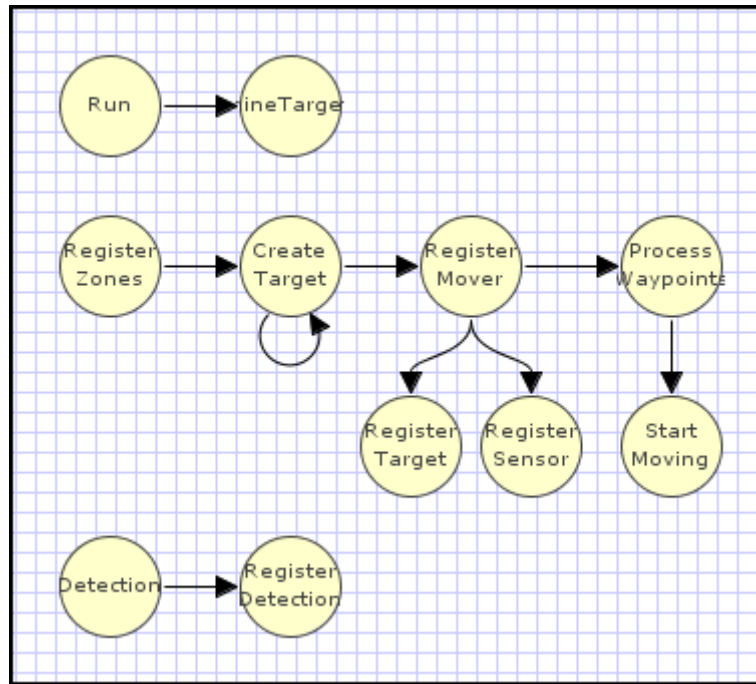 Run
ineTarge
Register
Zones
Create
Target
Register
Mover
Process
Waypoints
Register
Target
Register
Sensor
Start
Moving
Detection
Register
Detection